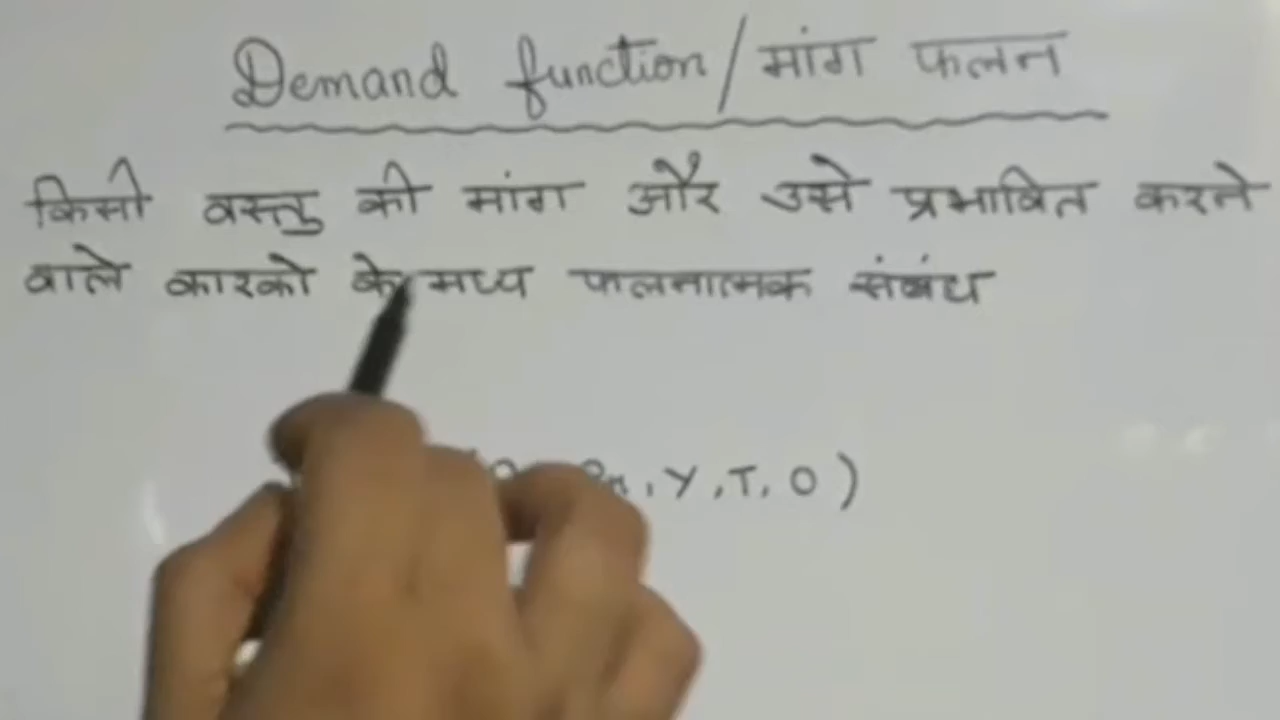 Demand function/मांग फलन
किसी वस्तु की मांग और उसे प्रभावित करने
वाले कारको के मध्य फलनात्मक संबंध
, Y, T, O )